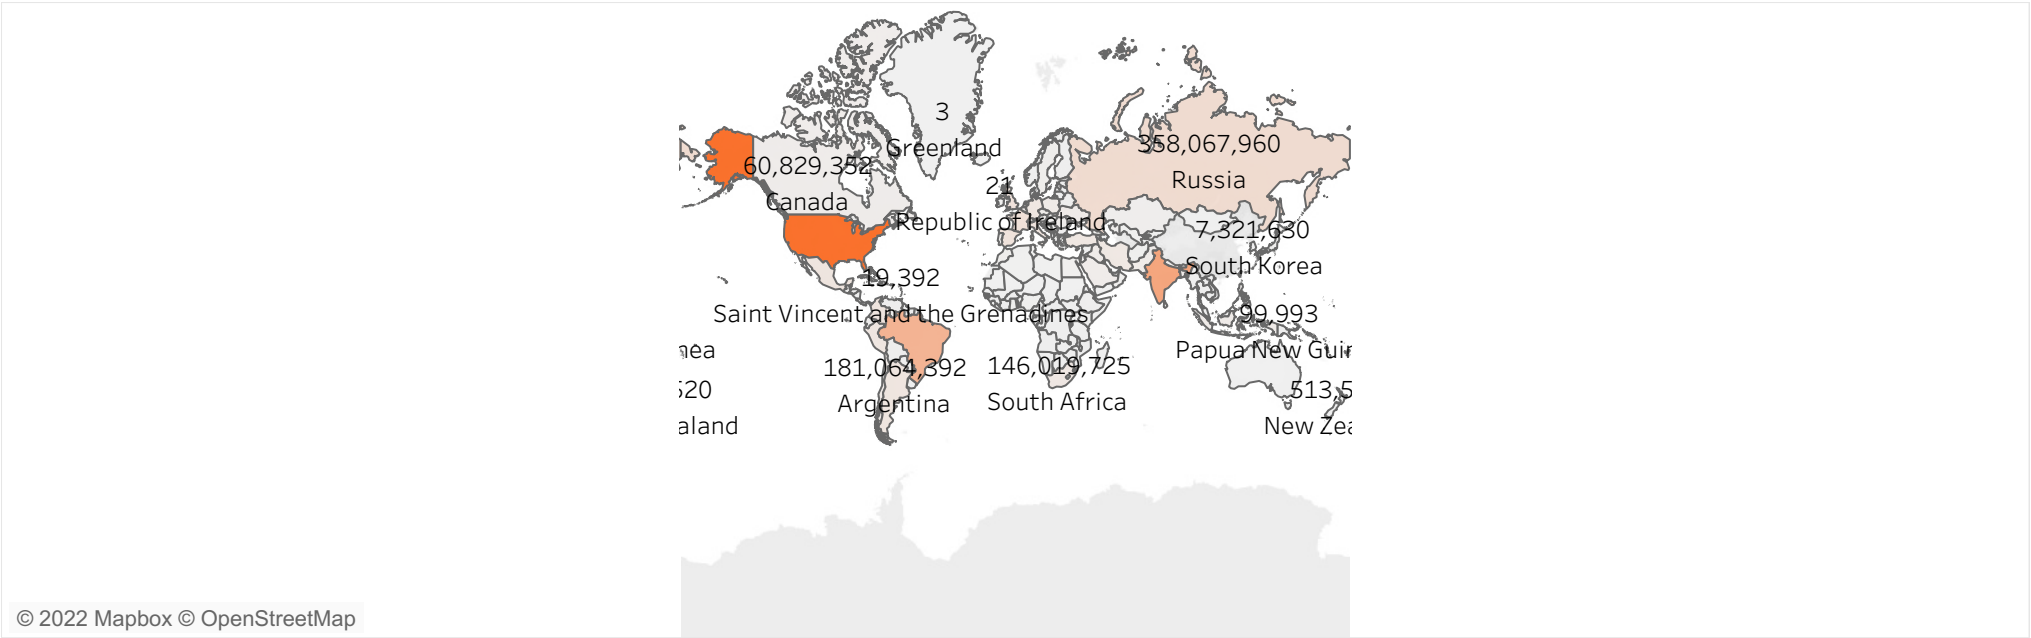 3
Greenland
358,067,960
Russia
60,829,352
Canada
21
Republic of Ireland
7,321,630
South Korea
19,392
Saint Vincent and the Grenadines
99,993
Papua New Guin
nea
181,064,392
Argentina
146,019,725
South Africa
520
aland
513,5
New Zea
© 2022 Mapbox © OpenStreetMap